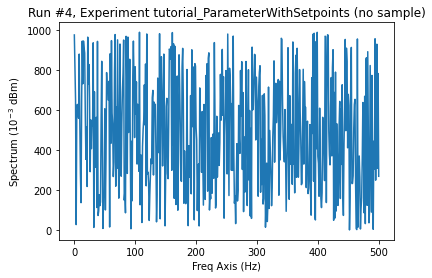 Run #4, Experiment tutorial_ParameterWithSetpoints (no sample)
1000
800
600
400
200
0
Spectrum (10⁻³ dBm)
0 100 200 300 400 500
Freq Axis (Hz)